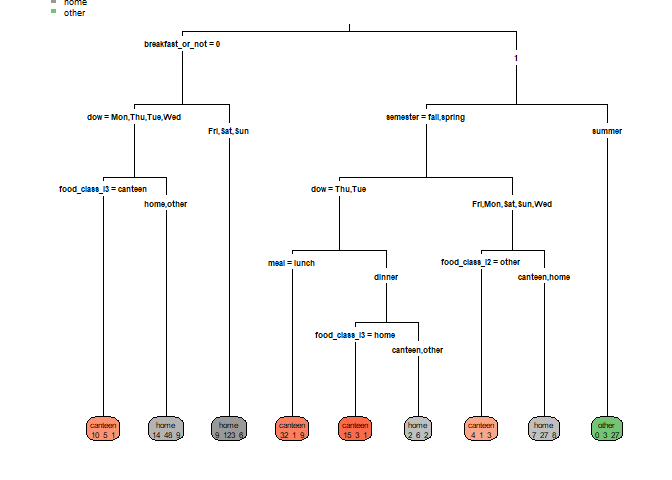 home
other
breakfast_or_not = 0
1
dow = Mon,Thu,Tue,Wed
semester = fall,spring
Fri,Sat,Sun
summer
food_class_l3 = canteen
dow = Thu,Tue
home,other
Fri,Mon,Sat,Sun,Wed
meal = lunch
food_class_l2 = other
dinner
canteen,home
food_class_l3 = home
canteen,other
canteen
10 5 1
home
14 48 9
home
9 123 6
canteen
32 1 9
canteen
15 3 1
home
2 6 2
canteen
4 1 3
home
7 27 8
other
0 3 27